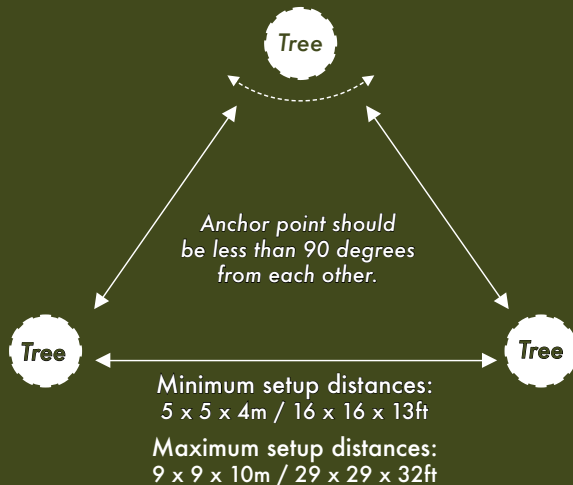 Tree
Anchor point should
be less than 90 degrees
from each other.
Tree
Tree
Minimum setup distances:
5 x 5 x 4m / 16 x 16 x 13ft
Maximum setup distances:
9 x 9 x 10m / 29 x 29 x 32ft